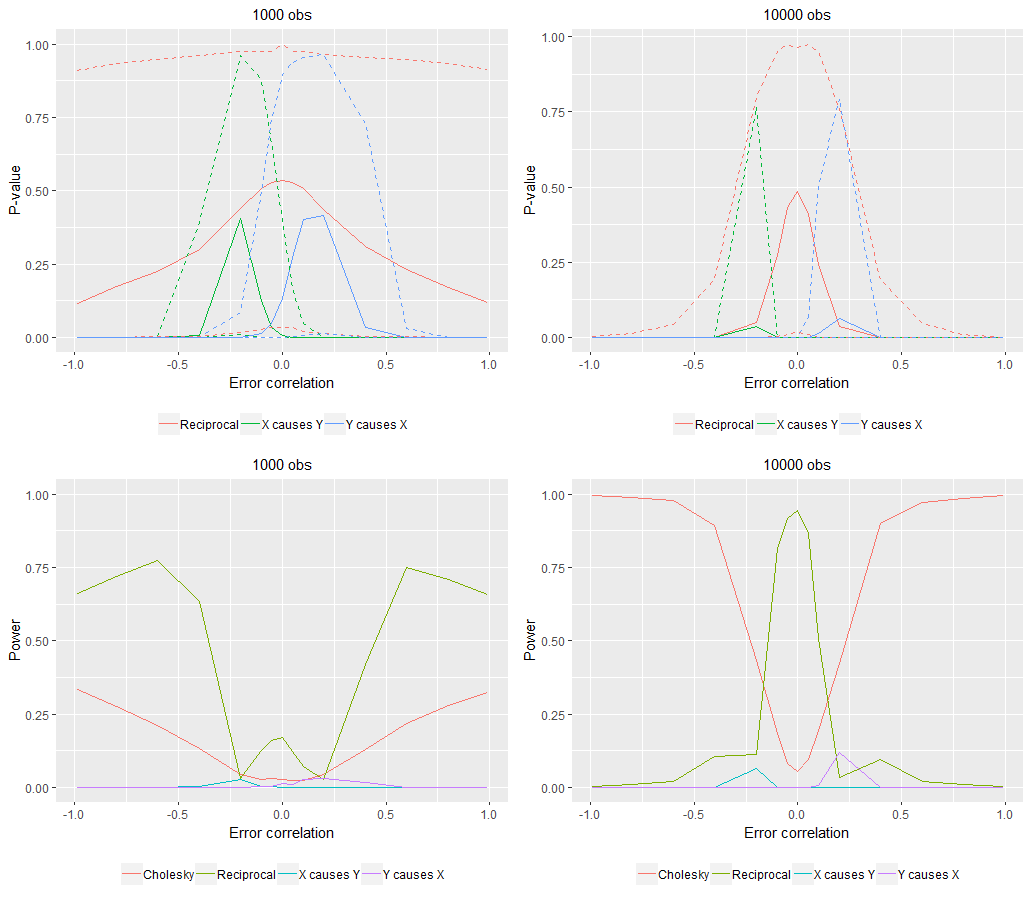 1000 obs
P-value
1.00
0.75
0.50
0.25
0.00
-1.0 -0.5 0.0 0.5 1.0
Error correlation
Reciprocal X causes Y Y causes X
10000 obs
P-value
1.00
0.75
0.50
0.25
0.00
-1.0 -0.5 0.0 0.5 1.0
Error correlation
Reciprocal X causes Y Y causes X
1000 obs
Power
1.00
0.75
0.50
0.25
0.00
-1.0 -0.5 0.0 0.5 1.0
Error correlation
Cholesky Reciprocal X causes Y Y causes X
10000 obs
Power
1.00
0.75
0.50
0.25
0.00
-1.0 -0.5 0.0 0.5 1.0
Error correlation
Cholesky Reciprocal X causes Y Y causes X